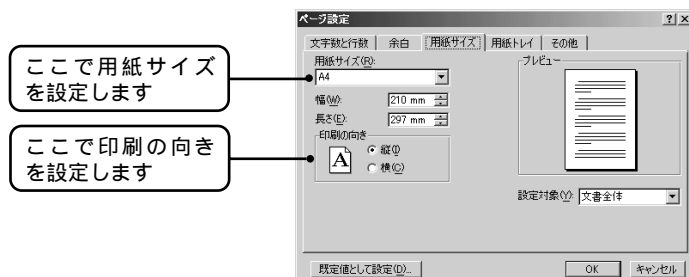 ページ設定
文字数と行数 余白 用紙サイズ 用紙トレイ その他
用紙サイズ(R):
A4
幅(W): 210 mm
長さ(E): 297 mm
印刷の向き
A
縦(I)
横(C)
プレビュー
設定対象(Y): 文書全体
既定値として設定(D)... OK キャンセル
ここで用紙サイズ
を設定します
ここで印刷の向き
を設定します